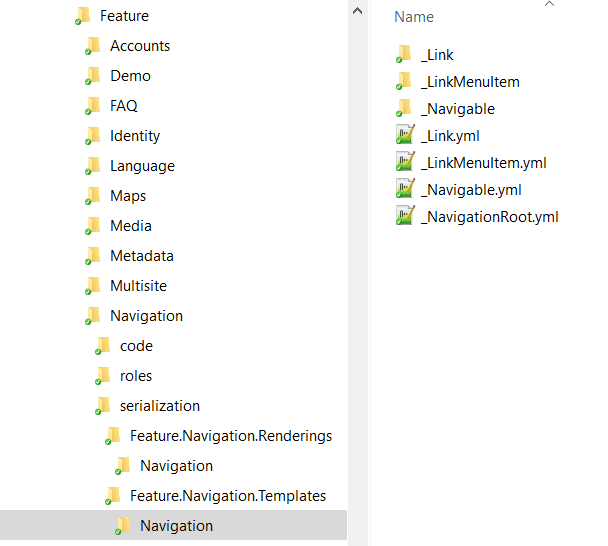 Feature
Accounts
Demo
FAQ
Identity
Language
Maps
Media
Metadata
Multisite
Navigation
code
roles
serialization
Feature.Navigation.Renderings
Navigation
Feature.Navigation.Templates
Navigation
Name
_Link
_LinkMenuItem
_Navigable
_Link.yml
_LinkMenuItem.yml
_Navigable.yml
_NavigationRoot.yml